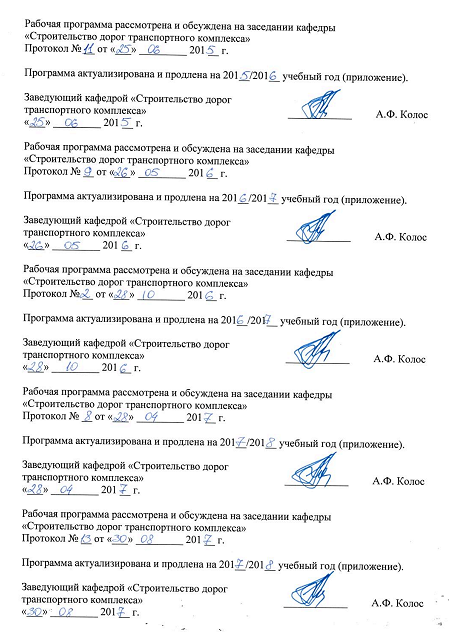 Рабочая программа рассмотрена и обсуждена на заседании кафедры
«Строительство дорог транспортного комплекса»
Протокол № 11 от «25» 06 2015 г.
Программа актуализирована и продлена на 2015/2016 учебный год (приложение).
Заведующий кафедрой «Строительство дорог
транспортного комплекса» А.Ф. Колос
«25» 06 2015 г.
Рабочая программа рассмотрена и обсуждена на заседании кафедры
«Строительство дорог транспортного комплекса»
Протокол № 9 от «26» 05 2016 г.
Программа актуализирована и продлена на 2016/2017 учебный год (приложение).
Заведующий кафедрой «Строительство дорог
транспортного комплекса» А.Ф. Колос
«26» 05 2016 г.
Рабочая программа рассмотрена и обсуждена на заседании кафедры
«Строительство дорог транспортного комплекса»
Протокол № 2 от «28» 10 2016 г.
Программа актуализирована и продлена на 2016/2017 учебный год (приложение).
Заведующий кафедрой «Строительство дорог
транспортного комплекса» А.Ф. Колос
«28» 10 2016 г.
Рабочая программа рассмотрена и обсуждена на заседании кафедры
«Строительство дорог транспортного комплекса»
Протокол № 8 от «28» 04 2017 г.
Программа актуализирована и продлена на 2017/2018 учебный год (приложение).
Заведующий кафедрой «Строительство дорог
транспортного комплекса» А.Ф. Колос
«28» 04 2017 г.
Рабочая программа рассмотрена и обсуждена на заседании кафедры
«Строительство дорог транспортного комплекса»
Протокол № 13 от «30» 08 2017 г.
Программа актуализирована и продлена на 2017/2018 учебный год (приложение).
Заведующий кафедрой «Строительство дорог
транспортного комплекса» А.Ф. Колос
«30» 08 2017 г.